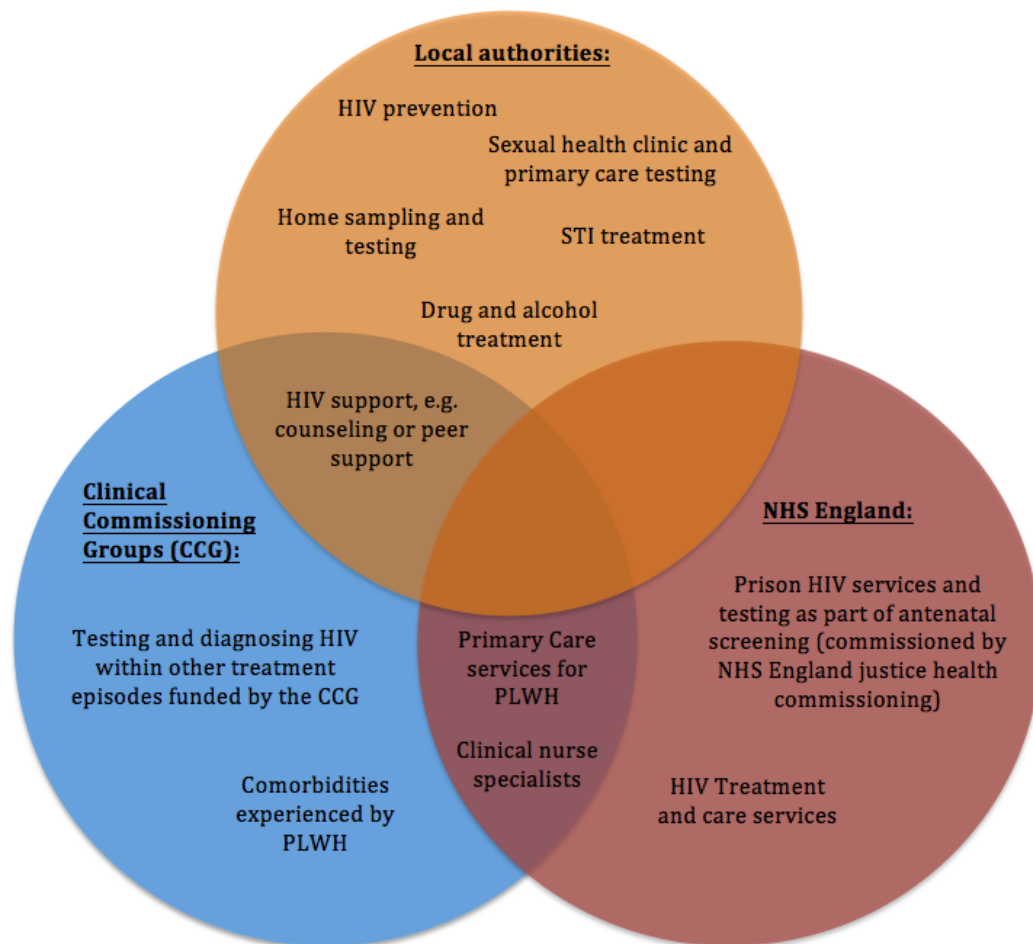 Local authorities:
HIV prevention
Sexual health clinic and
primary care testing
Home sampling and
testing
STI treatment
Drug and alcohol
treatment
HIV support, e.g.
counseling or peer
support
Clinical
Commissioning
Groups (CCG):
Testing and diagnosing HIV
within other treatment
episodes funded by the CCG
Comorbidities
experienced by
PLWH
Primary Care
services for
PLWH
Clinical nurse
specialists
NHS England:
Prison HIV services and
testing as part of antenatal
screening (commissioned by
NHS England justice health
commissioning)
HIV Treatment
and care services